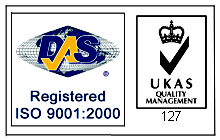 DAS
®
Registered
ISO 9001:2000
UKAS
QUALITY
MANAGEMENT
127